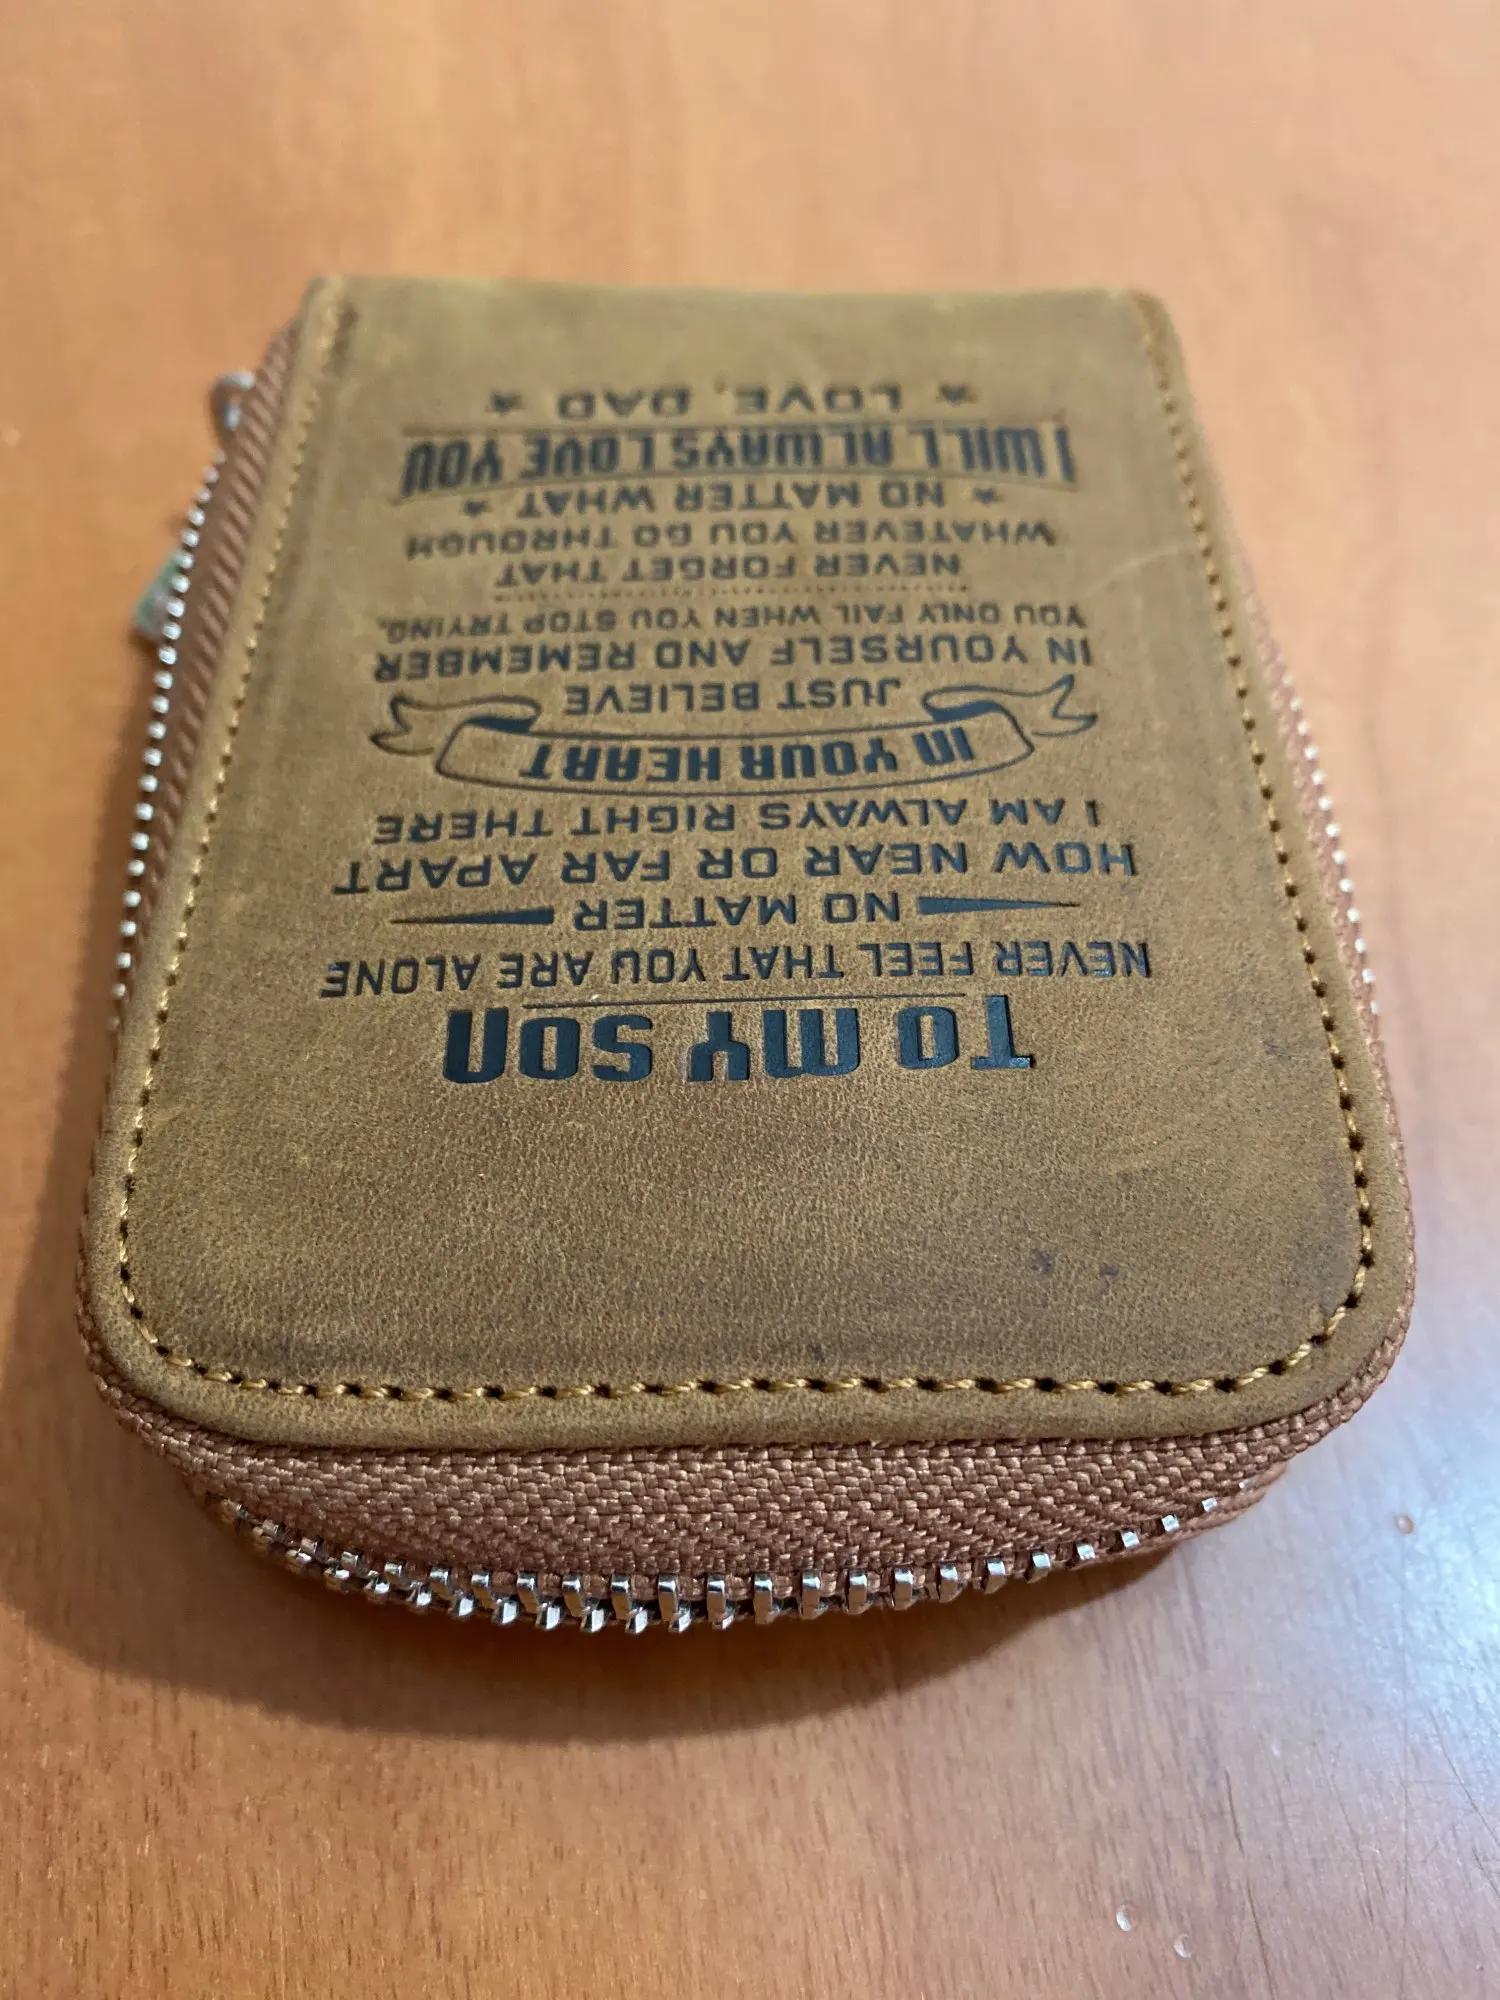 TO MY SON
NEVER FEEL THAT YOU ARE ALONE
NO MATTER
HOW NEAR OR FAR APART
I AM ALWAYS RIGHT THERE
IN YOUR HEART
JUST BELIEVE
IN YOURSELF AND REMEMBER
YOU ONLY FAIL WHEN YOU STOP TRYING.
NEVER FORGET THAT
WHATEVER YOU GO THROUGH
NO MATTER WHAT
I WILL ALWAYS LOVE YOU
LOVE, DAD